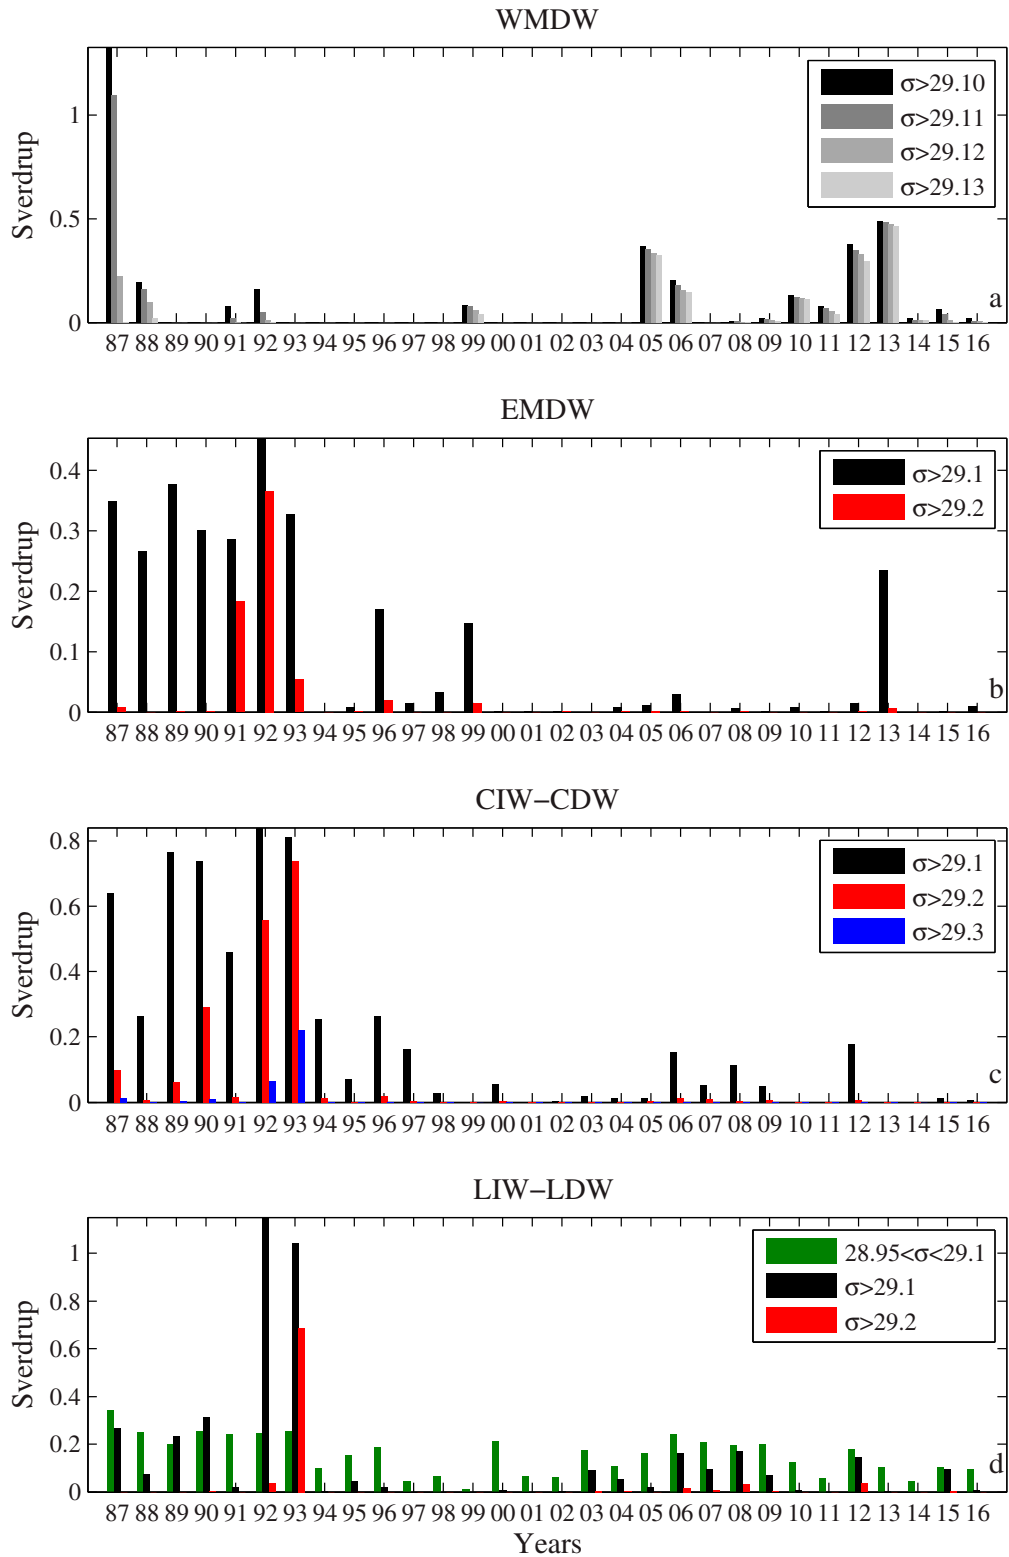 WMDW
Sverdrup
1
0.5
0
σ>29.10
σ>29.11
σ>29.12
σ>29.13
a
87 88 89 90 91 92 93 94 95 96 97 98 99 00 01 02 03 04 05 06 07 08 09 10 11 12 13 14 15 16
EMDW
Sverdrup
0.4
0.3
0.2
0.1
0
σ>29.1
σ>29.2
b
87 88 89 90 91 92 93 94 95 96 97 98 99 00 01 02 03 04 05 06 07 08 09 10 11 12 13 14 15 16
CIW−CDW
Sverdrup
0.8
0.6
0.4
0.2
0
σ>29.1
σ>29.2
σ>29.3
c
87 88 89 90 91 92 93 94 95 96 97 98 99 00 01 02 03 04 05 06 07 08 09 10 11 12 13 14 15 16
LIW−LDW
Sverdrup
1
0.8
0.6
0.4
0.2
0
28.95<σ<29.1
σ>29.1
σ>29.2
d
87 88 89 90 91 92 93 94 95 96 97 98 99 00 01 02 03 04 05 06 07 08 09 10 11 12 13 14 15 16
Years